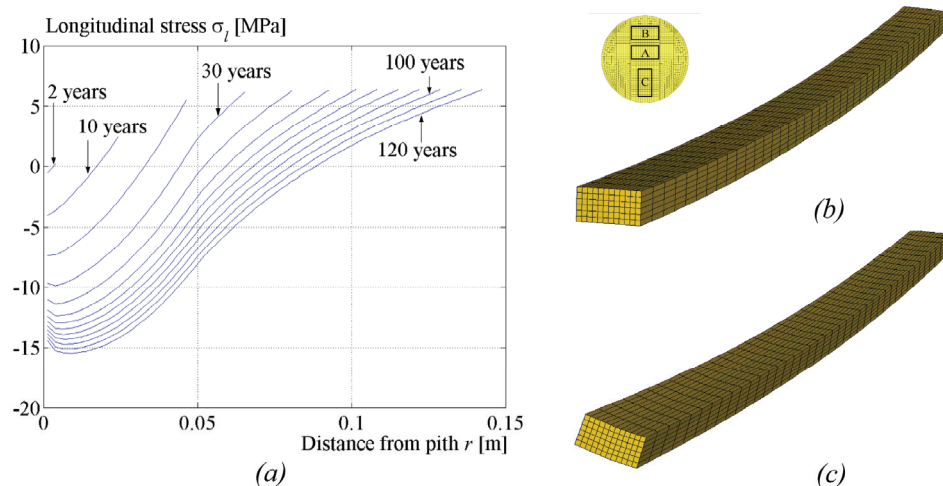 Longitudinal stress σl [MPa]
10
5
0
-5
-10
-15
-20
2 years
10 years
30 years
100 years
120 years
0
0.05
0.1
0.15
Distance from pith r [m]
(a)
B
A
C
(b)
(c)